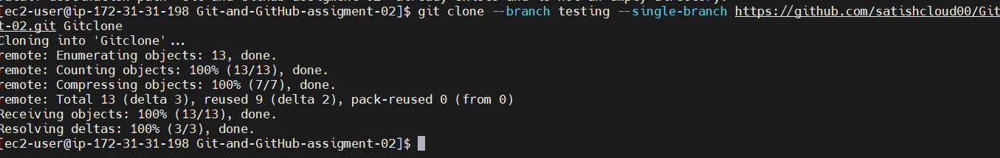 [ec2-user@ip-172-31-31-198 Git-and-GitHub-assigment-02]$ git clone --branch testing --single-branch https://github.com/satishcloud00/Git
t-02.git Gitclone
Cloning into 'Gitclone'...
remote: Enumerating objects: 13, done.
remote: Counting objects: 100% (13/13), done.
remote: Compressing objects: 100% (7/7), done.
remote: Total 13 (delta 3), reused 9 (delta 2), pack-reused 0 (from 0)
Receiving objects: 100% (13/13), done.
Resolving deltas: 100% (3/3), done.
[ec2-user@ip-172-31-31-198 Git-and-GitHub-assigment-02]$